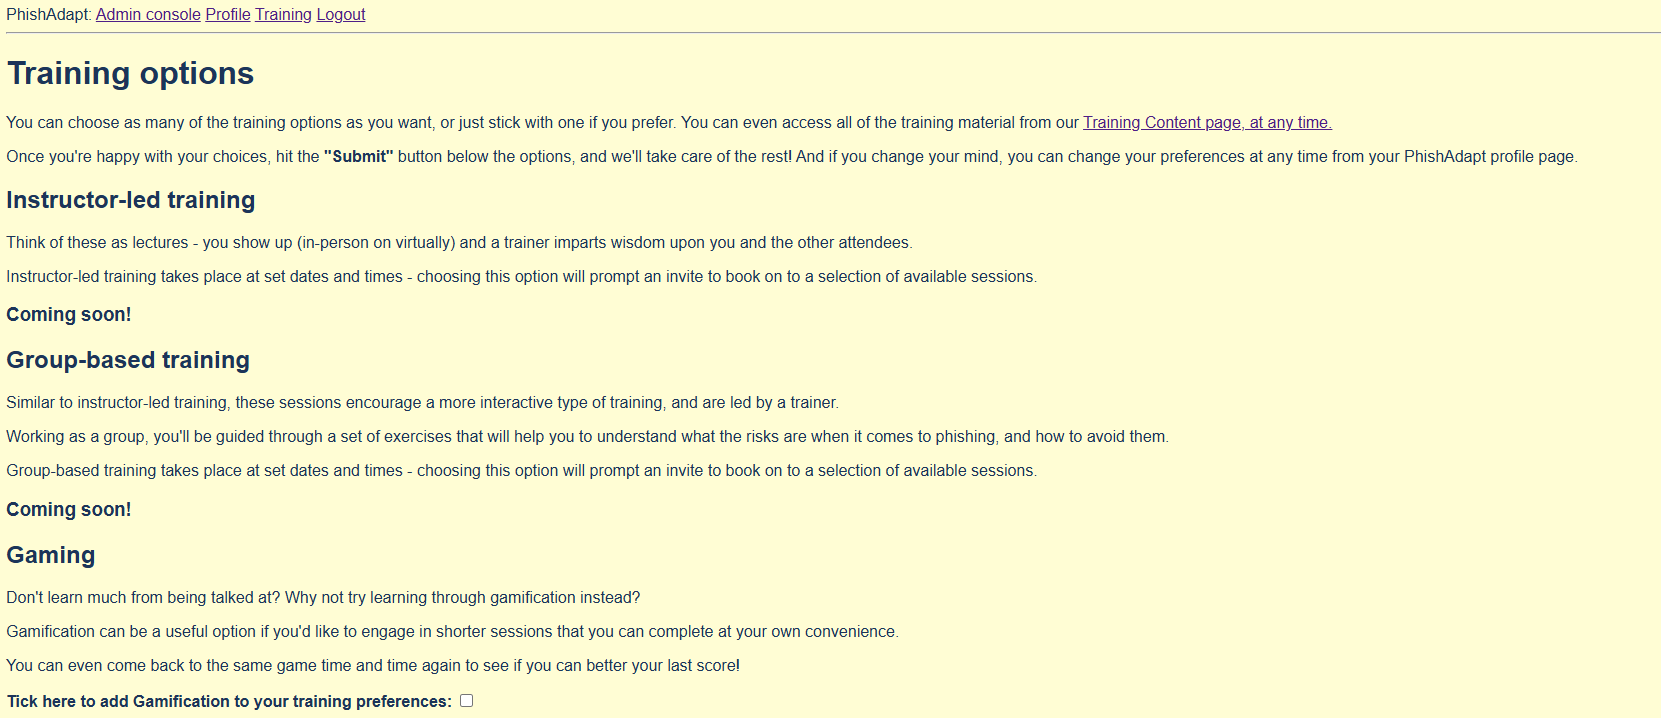 PhishAdapt: Admin console Profile Training Logout
Training options
You can choose as many of the training options as you want, or just stick with one if you prefer. You can even access all of the training material from our Training Content page, at any time.
Once you're happy with your choices, hit the "Submit" button below the options, and we'll take care of the rest! And if you change your mind, you can change your preferences at any time from your PhishAdapt profile page.
Instructor-led training
Think of these as lectures - you show up (in-person on virtually) and a trainer imparts wisdom upon you and the other attendees.
Instructor-led training takes place at set dates and times - choosing this option will prompt an invite to book on to a selection of available sessions.
Coming soon!
Group-based training
Similar to instructor-led training, these sessions encourage a more interactive type of training, and are led by a trainer.
Working as a group, you'll be guided through a set of exercises that will help you to understand what the risks are when it comes to phishing, and how to avoid them.
Group-based training takes place at set dates and times - choosing this option will prompt an invite to book on to a selection of available sessions.
Coming soon!
Gaming
Don't learn much from being talked at? Why not try learning through gamification instead?
Gamification can be a useful option if you'd like to engage in shorter sessions that you can complete at your own convenience.
You can even come back to the same game time and time again to see if you can better your last score!
Tick here to add Gamification to your training preferences: